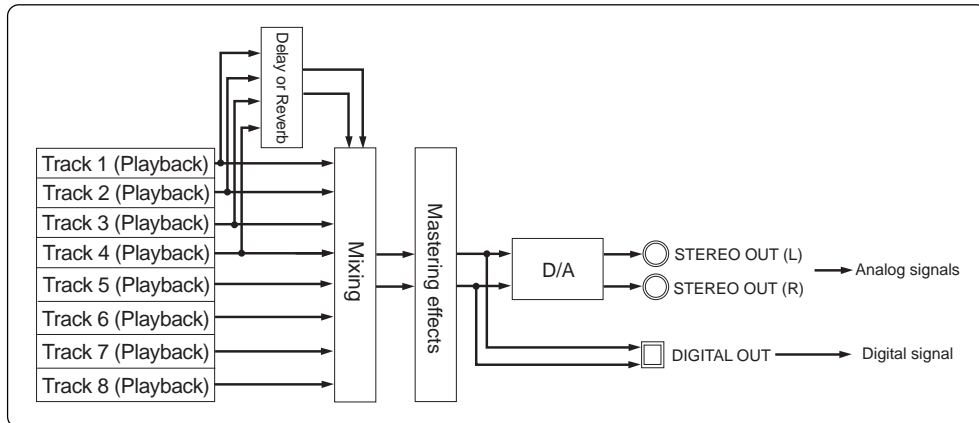 Delay or Reverb
Track 1 (Playback)
Track 2 (Playback)
Track 3 (Playback)
Track 4 (Playback)
Track 5 (Playback)
Track 6 (Playback)
Track 7 (Playback)
Track 8 (Playback)
Mixing
Mastering effects
D/A
STEREO OUT (L)
STEREO OUT (R)
Analog signals
DIGITAL OUT
Digital signal